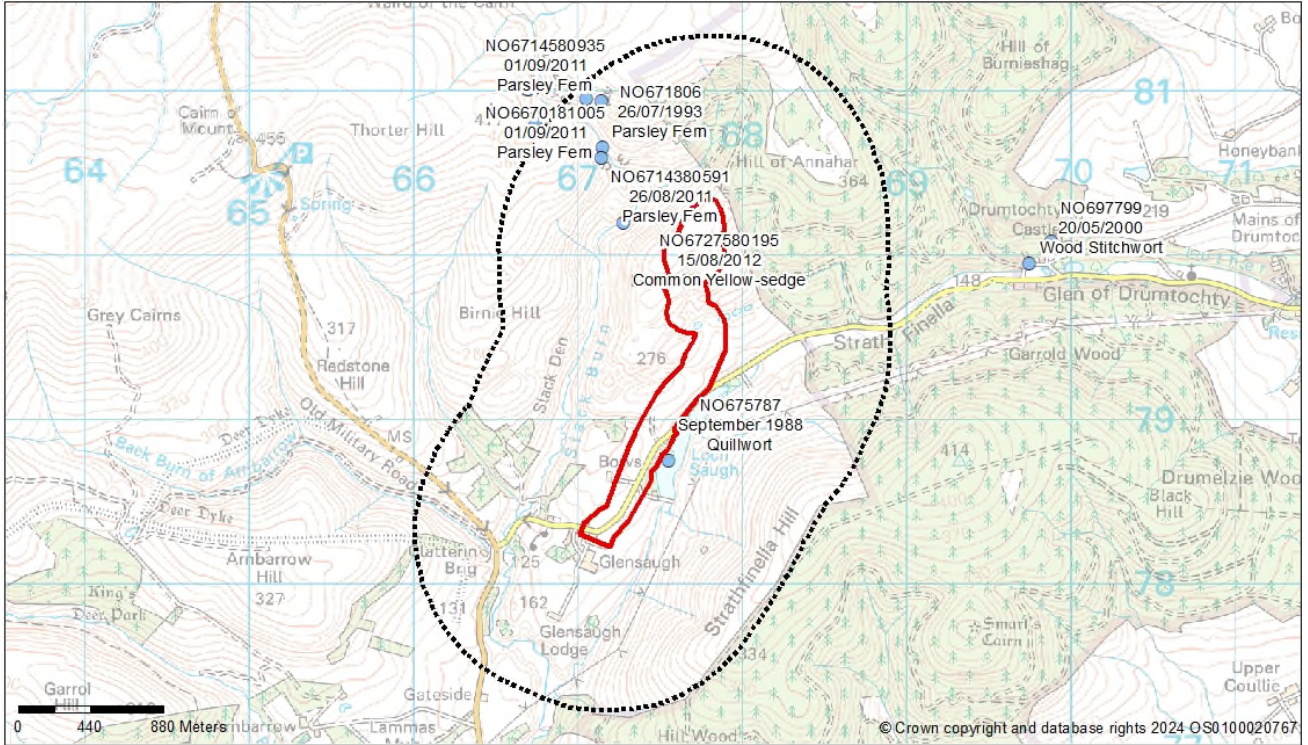 NO6714580935
01/09/2011
Parsley Fern
NO671806
26/07/1993
Parsley Fern
NO6670181005
01/09/2011
Parsley Fern
NO6714380591
26/08/2011
Parsley Fern
NO6727580195
15/08/2012
Common Yellow-sedge
NO697799
20/05/2000
Wood Stitchwort
NO675787
September 1988
Quillwort
Hill of
Burnieshag
81
Cairn o'
Mount
455
Thorter Hill
68
Hill of Annahar
364
Honeybank
64
65
66
67
69
70
71
P
Spring
Drumtochty
Castle
219
Mains of
148
Glen of Drumtochty
Strath Finella
Garrold Wood
Grey Cairns
317
Birnie Hill
Redstone
Hill
276
Slack Den
Slack Burn
Deer Dyke
Old Military Road
MS
79
Back Burn of Arnbarrow
Deer Dyke
Loch
Saugh
414
Black
Hill
Arnbarrow
Hill
327
Clatterin
Brig
125
Glensaugh
Strathfinella Hill
78
King's
Deer Park
131
162
Glensaugh
Lodge
334
Smart's
Cairn
Upper
Coullie
Garrol
Hill
Arnbarrow
Gateside
Lammas
Hill Wood
77
0 440 880 Meters
© Crown copyright and database rights 2024 OS0100020767